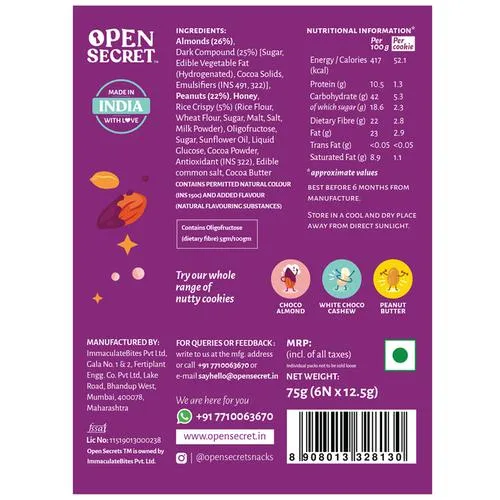 OPEN
SECRET™
MADE IN
INDIA
WITH LOVE
INGREDIENTS:
Almonds (26%),
Dark Compound (25%) [Sugar,
Edible Vegetable Fat
(Hydrogenated), Cocoa Solids,
Emulsifiers (INS 491, 322)],
Peanuts (22%), Honey,
Rice Crispy (5%) (Rice Flour,
Wheat Flour, Sugar, Malt, Salt,
Milk Powder), Oligofructose,
Sugar, Sunflower Oil, Liquid
Glucose, Cocoa Powder,
Antioxidant (INS 322), Edible
common salt, Cocoa Butter
CONTAINS PERMITTED NATURAL COLOUR
(INS 150c) AND ADDED FLAVOUR
(NATURAL FLAVOURING SUBSTANCES)
Contains Oligofructose
(dietary fibre) 5gm/100gm
NUTRITIONAL INFORMATION*
Per 100g Per cookie
Energy / Calories 417 52.1
(kcal)
Protein (g) 10.5 1.3
Carbohydrate (g) 42 5.3
of which sugar (g) 18.6 2.3
Dietary Fibre (g) 22 2.8
Fat (g) 23 2.9
Trans Fat (g) <0.05 <0.05
Saturated Fat (g) 8.9 1.1
*approximate values
BEST BEFORE 6 MONTHS FROM
MANUFACTURE.
STORE IN A COOL AND DRY PLACE
AWAY FROM DIRECT SUNLIGHT.
Try our whole
range of
nutty cookies
CHOCO
ALMOND
WHITE CHOCO
CASHEW
PEANUT
BUTTER
MANUFACTURED BY:
ImmaculateBites Pvt Ltd,
Gala No. 1 & 2, Fertiplant
Engg. Co Pvt. Ltd, Lake
Road, Bhandup West,
Mumbai, 400078,
Maharashtra
fssai
Lic No: 11519013000238
Open Secrets TM is owned by
ImmaculateBites Pvt. Ltd.
FOR QUERIES OR FEEDBACK:
write to us at the mfg. address
or call +91 7710063670 or
e-mail sayhello@opensecret.in
We are here for you
+91 7710063670
www.opensecret.in
@opensecretsnacks
MRP:
(incl. of all taxes)
Individual packs not to be sold loose
NET WEIGHT:
75g (6N x 12.5g)
8 908013 328130